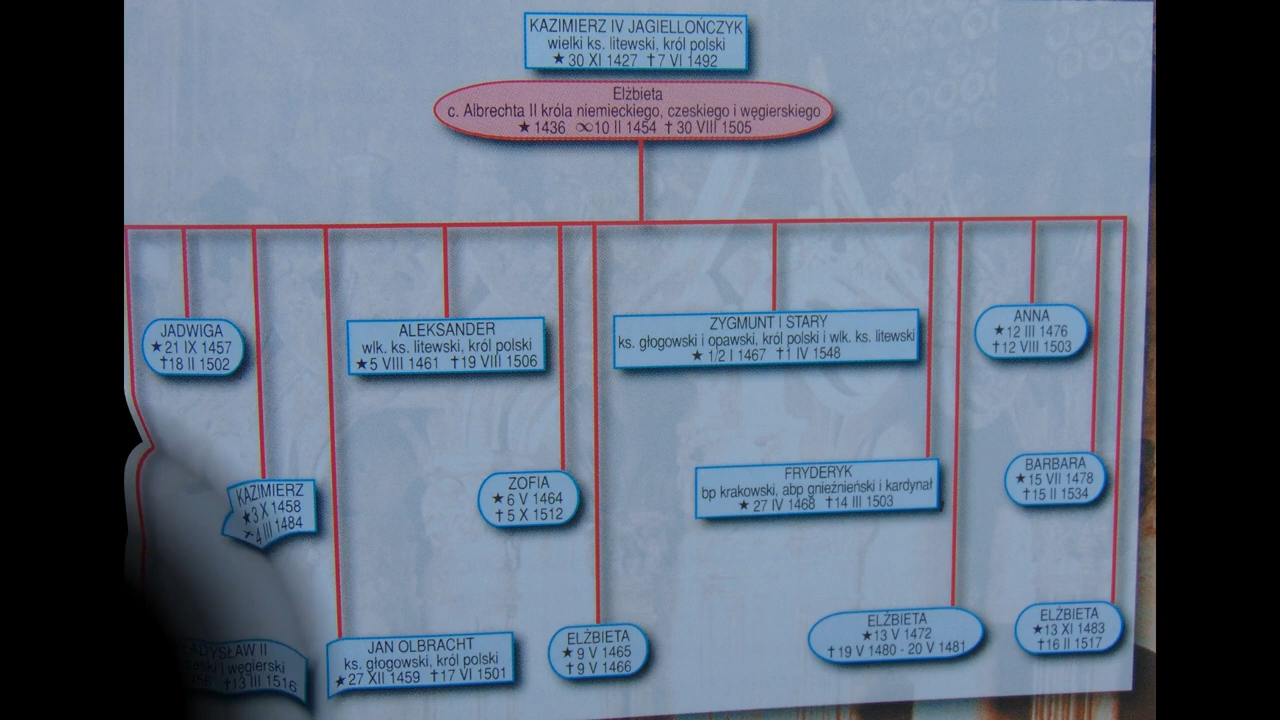 KAZIMIERZ IV JAGIELLOŃCZYK
wielki ks. litewski, król polski
★ 30 XI 1427 † 7 VI 1492
Elżbieta
c. Albrechta II króla niemieckiego, czeskiego i węgierskiego
★ 1436 ∞ 10 II 1454 † 30 VIII 1505
JADWIGA
★ 21 IX 1457
† 18 II 1502
ALEKSANDER
wlk. ks. litewski, król polski
★ 5 VIII 1461 † 19 VIII 1506
ZYGMUNT I STARY
ks. głogowski i opawski, król polski i wlk. ks. litewski
★ 1/2 I 1467 † 1 IV 1548
ANNA
★ 12 III 1476
† 12 VIII 1503
KAZIMIERZ
★ 3 X 1458
† 4 III 1484
ZOFIA
★ 6 V 1464
† 5 X 1512
FRYDERYK
bp krakowski, abp gnieźnieński i kardynał
★ 27 IV 1468 † 14 III 1503
BARBARA
★ 15 VII 1478
† 15 II 1534
II
i węgierski
† 13 III 1516
JAN OLBRACHT
ks. głogowski, król polski
★ 27 XII 1459 † 17 VI 1501
ELŻBIETA
★ 9 V 1465
† 9 V 1466
ELŻBIETA
★ 13 V 1472
† 19 V 1480 - 20 V 1481
ELŻBIETA
★ 13 XI 1483
† 16 II 1517